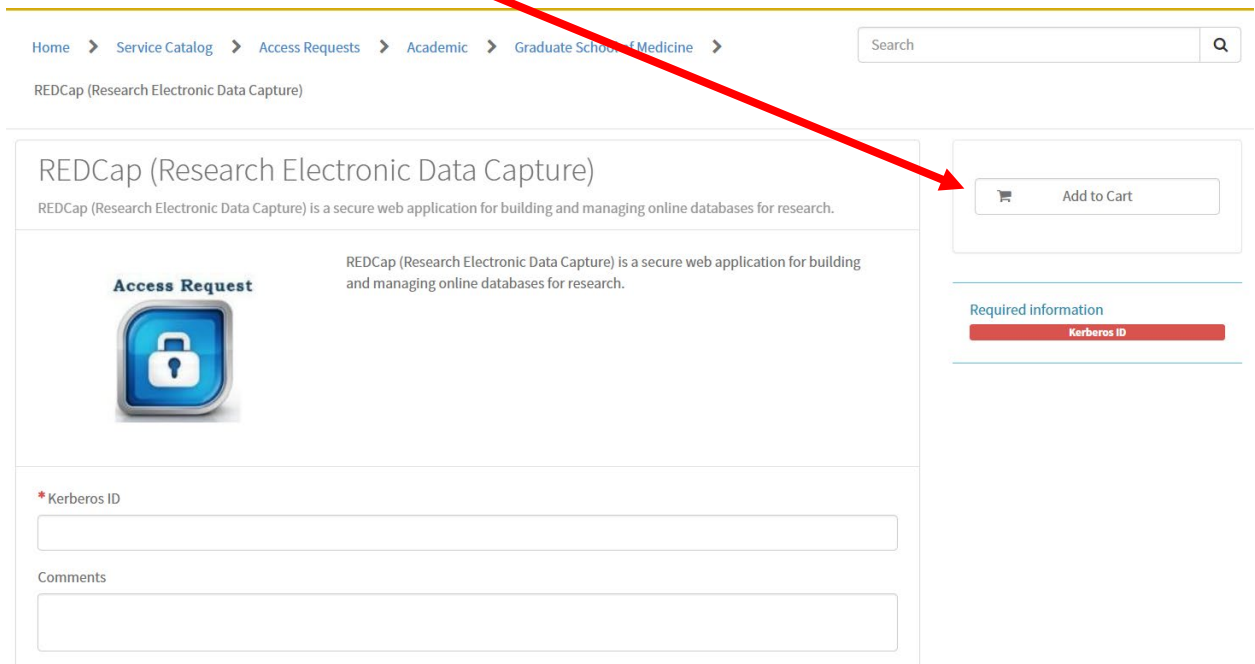 Home > Service Catalog > Access Requests > Academic > Graduate School of Medicine >
Search
REDCap (Research Electronic Data Capture)
REDCap (Research Electronic Data Capture)
REDCap (Research Electronic Data Capture) is a secure web application for building and managing online databases for research.
Add to Cart
REDCap (Research Electronic Data Capture) is a secure web application for building
and managing online databases for research.
Access Request
Required information
Kerberos ID
* Kerberos ID
Comments